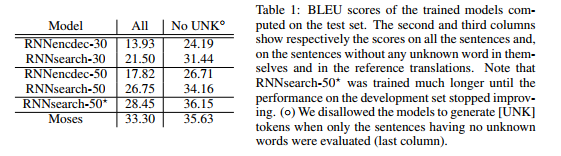 Model All No UNK°
RNNencdec-30 13.93 24.19
RNNsearch-30 21.50 31.44
RNNencdec-50 17.82 26.71
RNNsearch-50 26.75 34.16
RNNsearch-50* 28.45 36.15
Moses 33.30 35.63
Table 1: BLEU scores of the trained models com-
puted on the test set. The second and third columns
show respectively the scores on all the sentences and,
on the sentences without any unknown word in them-
selves and in the reference translations. Note that
RNNsearch-50* was trained much longer until the
performance on the development set stopped improv-
ing. (○) We disallowed the models to generate [UNK]
tokens when only the sentences having no unknown
words were evaluated (last column).